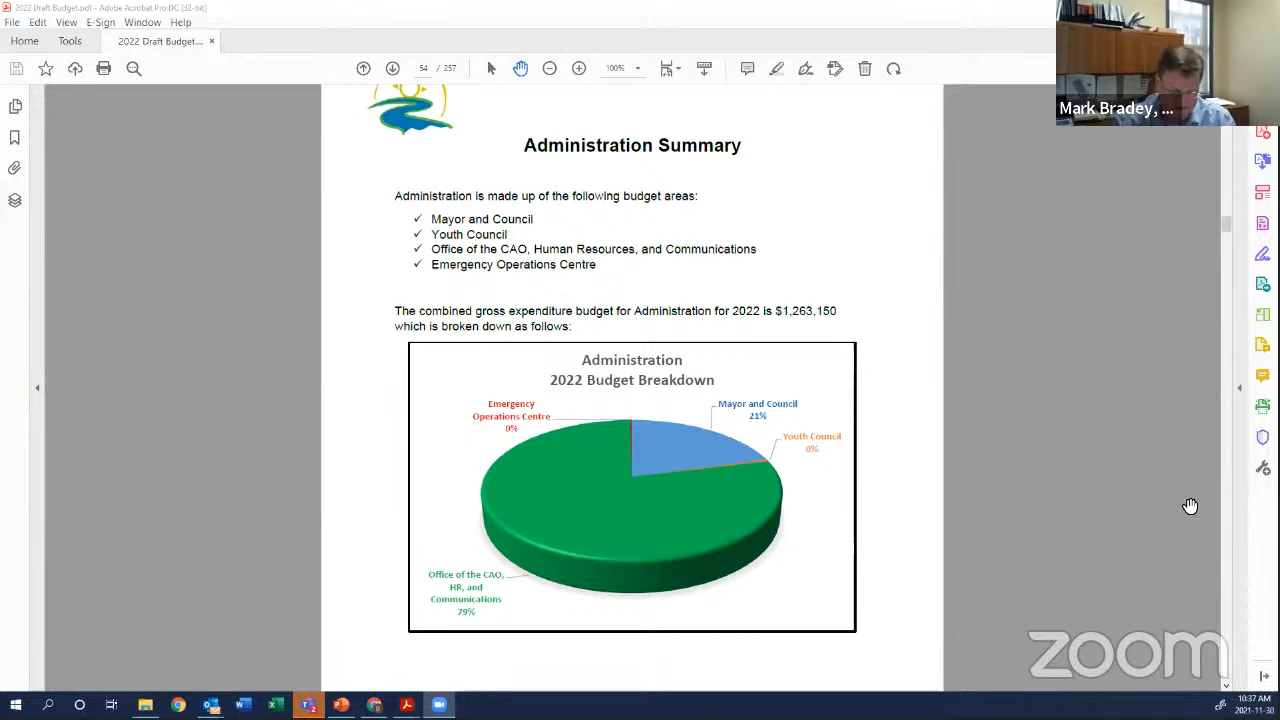 2022 Draft Budget.pdf - Adobe Acrobat Pro DC (32-bit)
File Edit View E-Sign Window Help
Home Tools 2022 Draft Budget... ×
54 / 257 100%
Mark Bradey, ...
Administration Summary
Administration is made up of the following budget areas:
✓ Mayor and Council
✓ Youth Council
✓ Office of the CAO, Human Resources, and Communications
✓ Emergency Operations Centre
The combined gross expenditure budget for Administration for 2022 is $1,263,150
which is broken down as follows:
Administration
2022 Budget Breakdown
Emergency
Operations Centre
0%
Mayor and Council
21%
Youth Council
0%
Office of the CAO,
HR, and
Communications
79%
zoom
10:37 AM
2021-11-30